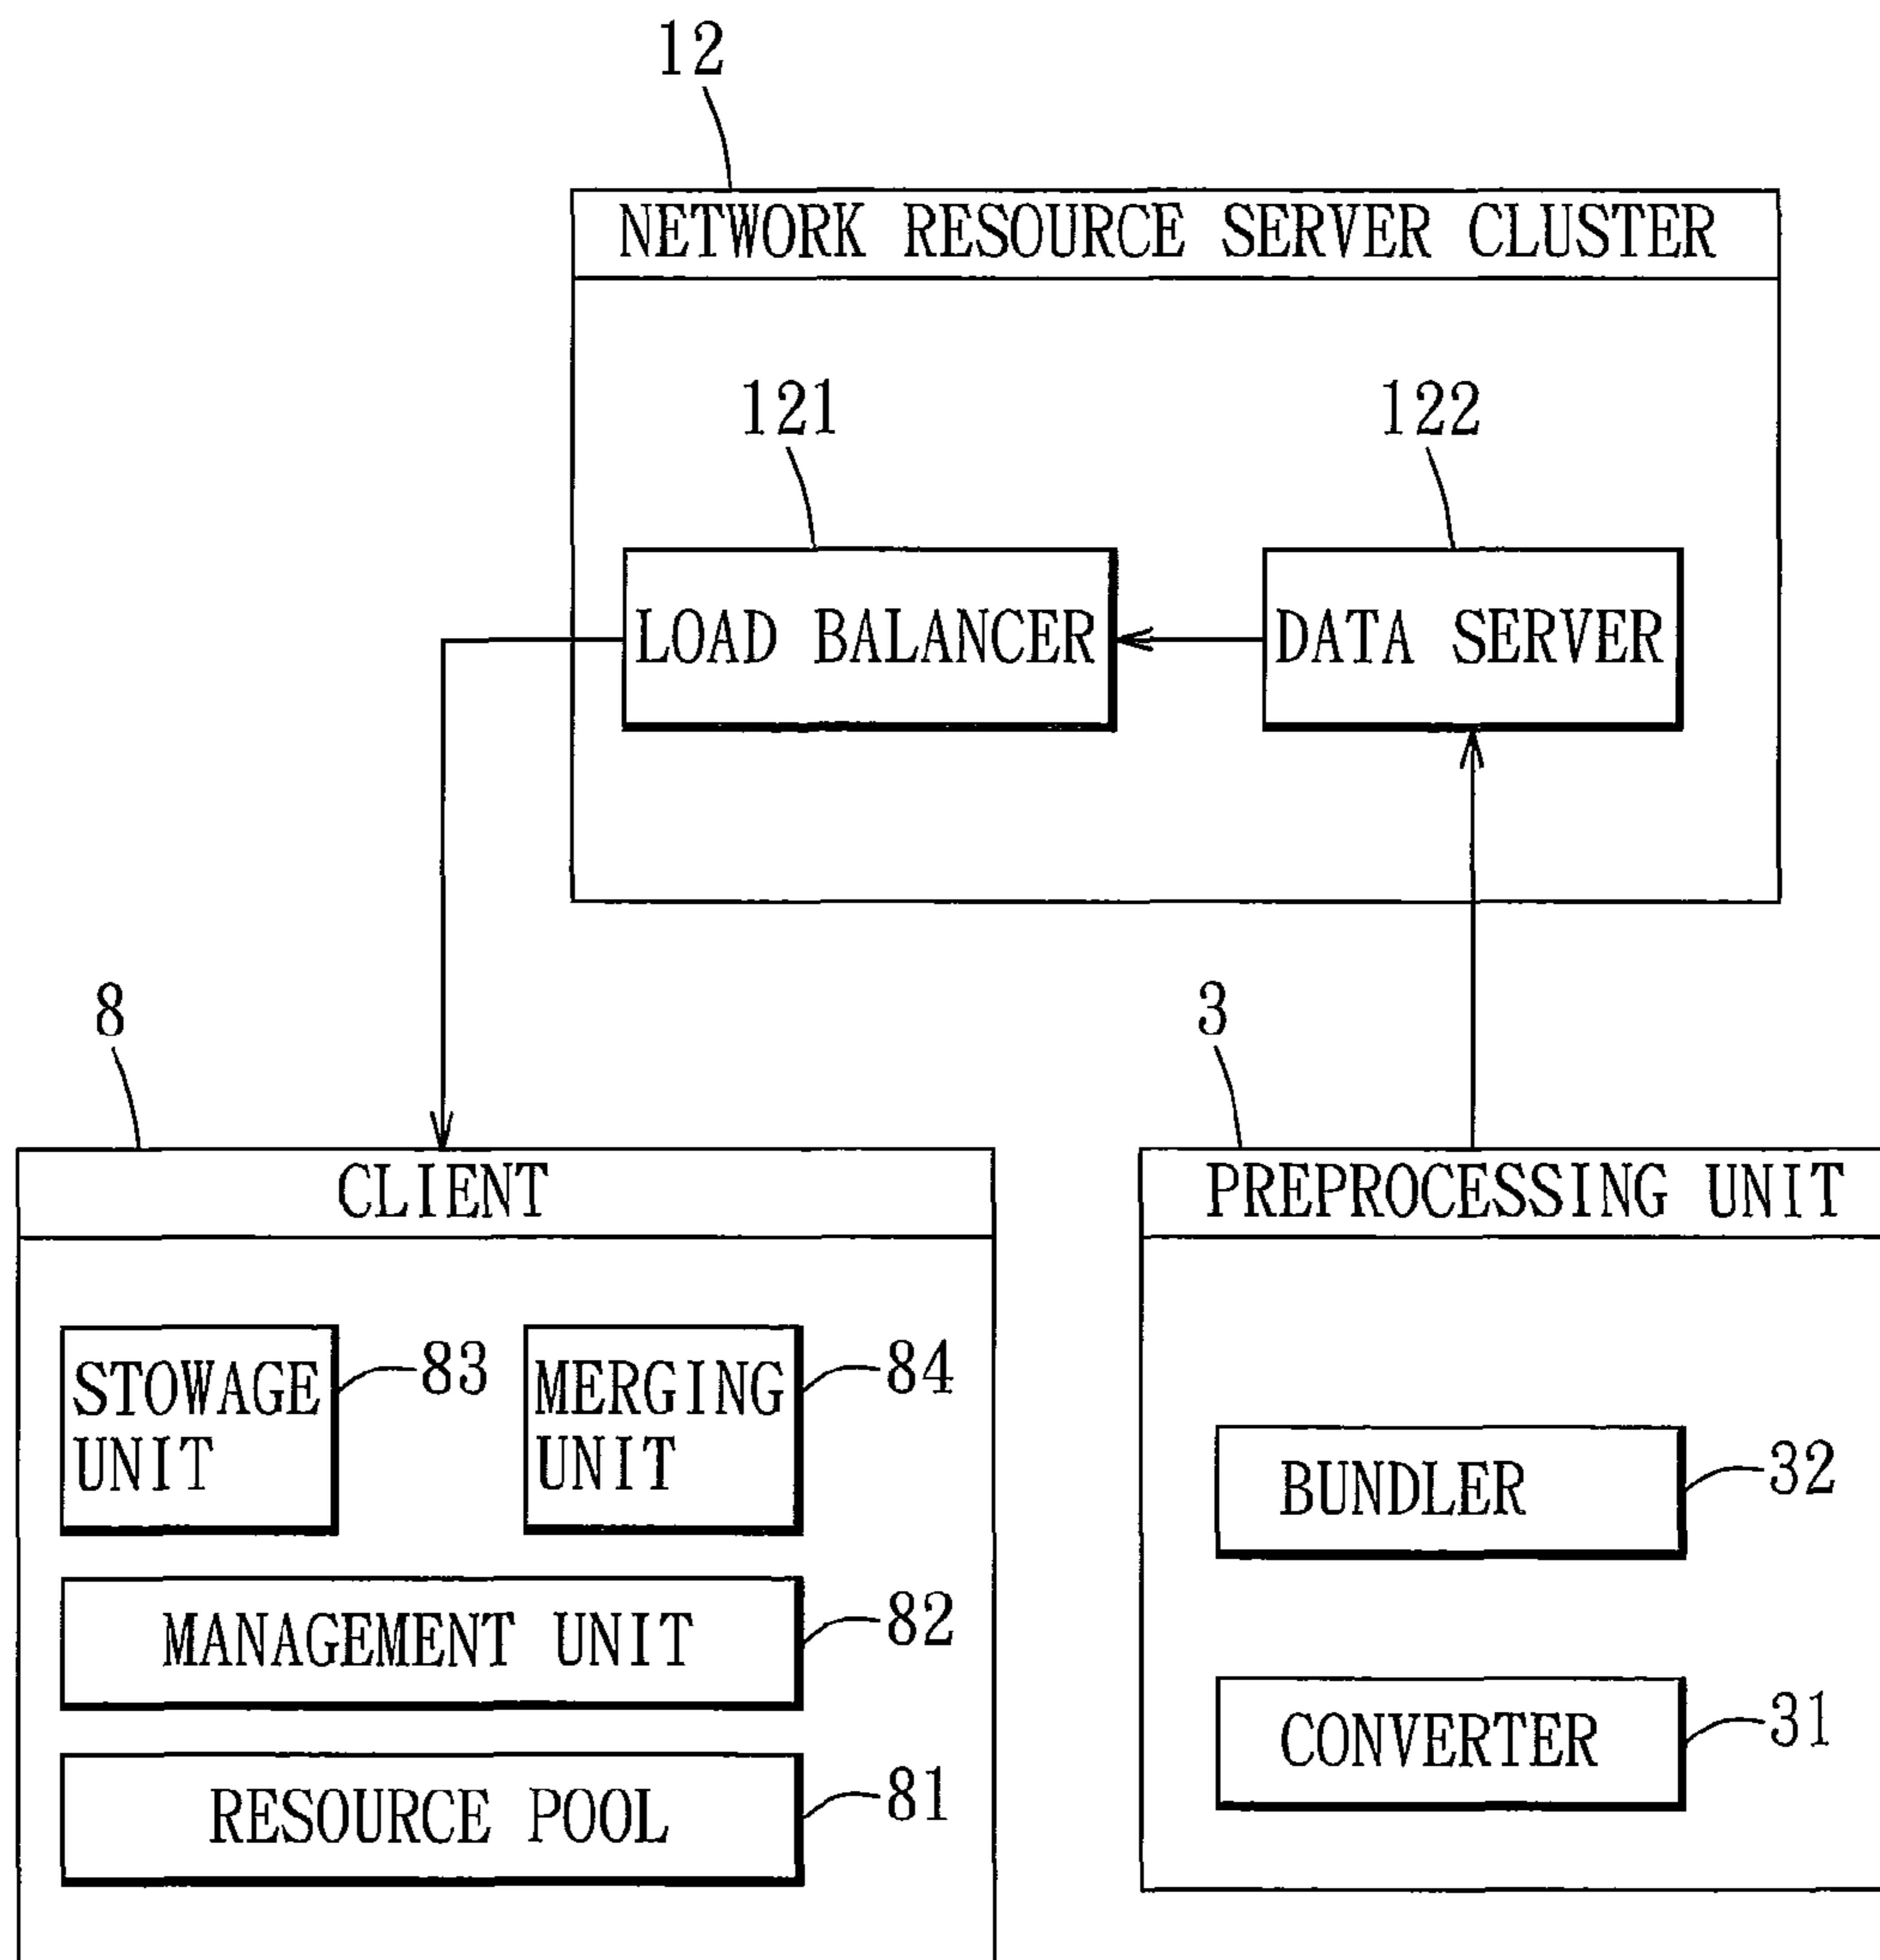 12
NETWORK RESOURCE SERVER CLUSTER
121
122
LOAD BALANCER
DATA SERVER
8
3
CLIENT
PREPROCESSING UNIT
STOWAGE
UNIT
83
MERGING
UNIT
84
BUNDLER
32
MANAGEMENT UNIT
82
CONVERTER
31
RESOURCE POOL
81